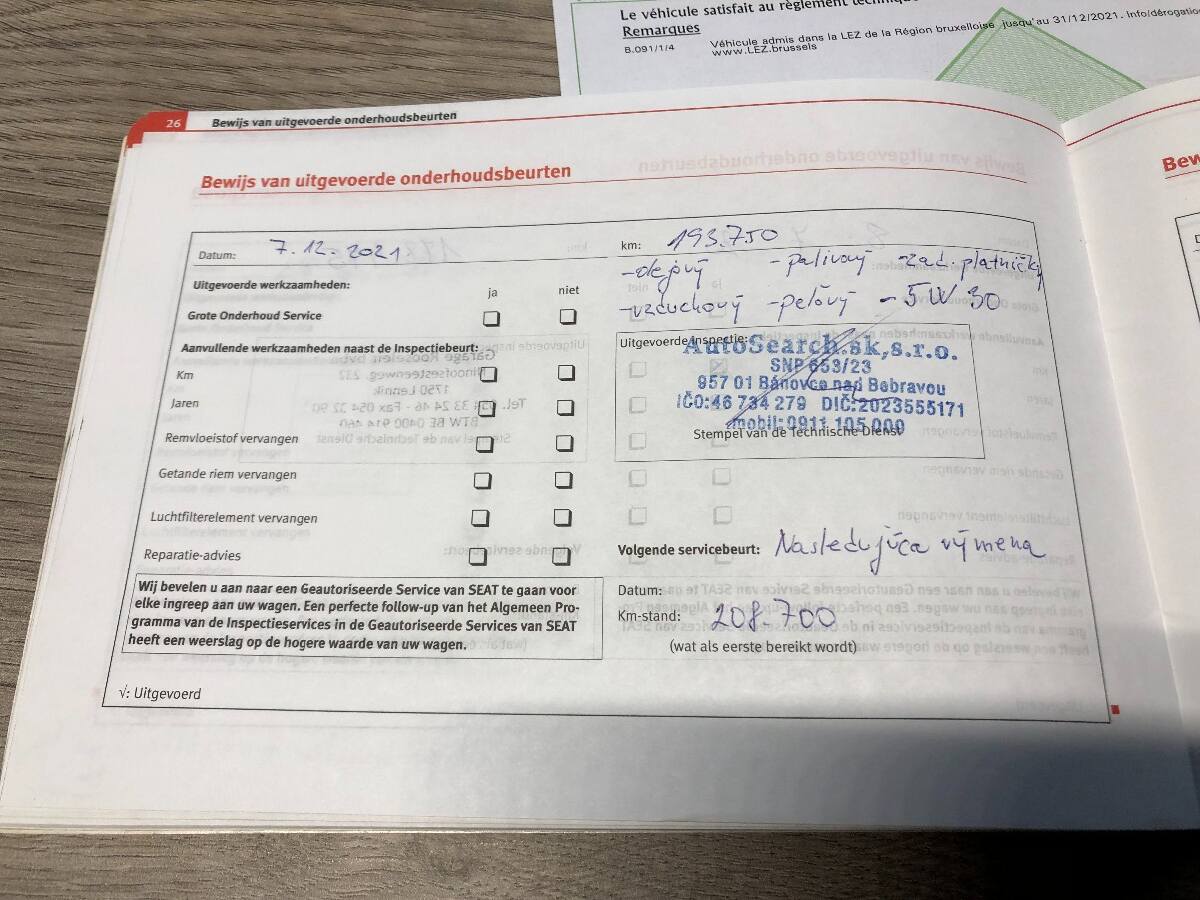 Le véhicule satisfait au règlement technique
Remarques
B.091/1/4 Véhicule admis dans la LEZ de la Région bruxelloise jusqu'au 31/12/2021. Info/dérogation
www.LEZ.brussels
26 Bewijs van uitgevoerde onderhoudsbeurten
Bewijs van uitgevoerde onderhoudsbeurten
Datum: 7.12.2021 km: 193.750
Uitgevoerde werkzaamheden: ja niet
-olejový -palivový -zad. platničky
-vzduchový -peľový -5W30
Grote Onderhoud Service
Aanvullende werkzaamheden naast de Inspectiebeurt:
Uitgevoerde inspectie:
AutoSearch.sk, s.r.o.
SNP 653/23
957 01 Bánovce nad Bebravou
IČO:46 734 279 DIČ:2023555171
mobil: 0911 105 000
Stempel van de Technische Dienst
Km
Jaren
Remvloeistof vervangen
Getande riem vervangen
Luchtfilterelement vervangen
Reparatie-advies
Volgende servicebeurt: Nasledujúca výmena
Datum:
Km-stand: 208.700
(wat als eerste bereikt wordt)
Wij bevelen u aan naar een Geautoriseerde Service van SEAT te gaan voor
elke ingreep aan uw wagen. Een perfecte follow-up van het Algemeen Pro-
gramma van de Inspectieservices in de Geautoriseerde Services van SEAT
heeft een weerslag op de hogere waarde van uw wagen.
√: Uitgevoerd